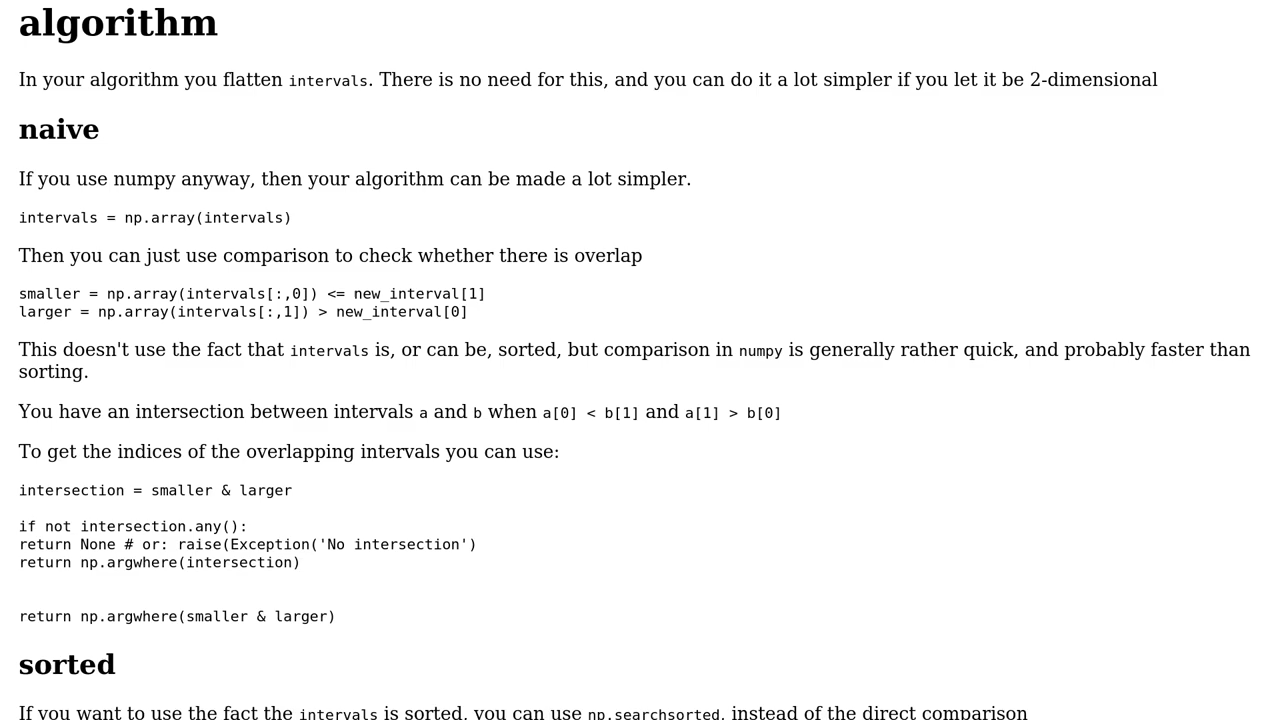 algorithm
In your algorithm you flatten intervals. There is no need for this, and you can do it a lot simpler if you let it be 2-dimensional
naive
If you use numpy anyway, then your algorithm can be made a lot simpler.
intervals = np.array(intervals)
Then you can just use comparison to check whether there is overlap
smaller = np.array(intervals[:,0]) <= new_interval[1]
larger = np.array(intervals[:,1]) > new_interval[0]
This doesn't use the fact that intervals is, or can be, sorted, but comparison in numpy is generally rather quick, and probably faster than
sorting.
You have an intersection between intervals a and b when a[0] < b[1] and a[1] > b[0]
To get the indices of the overlapping intervals you can use:
intersection = smaller & larger
if not intersection.any():
return None # or: raise(Exception('No intersection')
return np.argwhere(intersection)
return np.argwhere(smaller & larger)
sorted
If you want to use the fact the intervals is sorted, you can use np.searchsorted, instead of the direct comparison